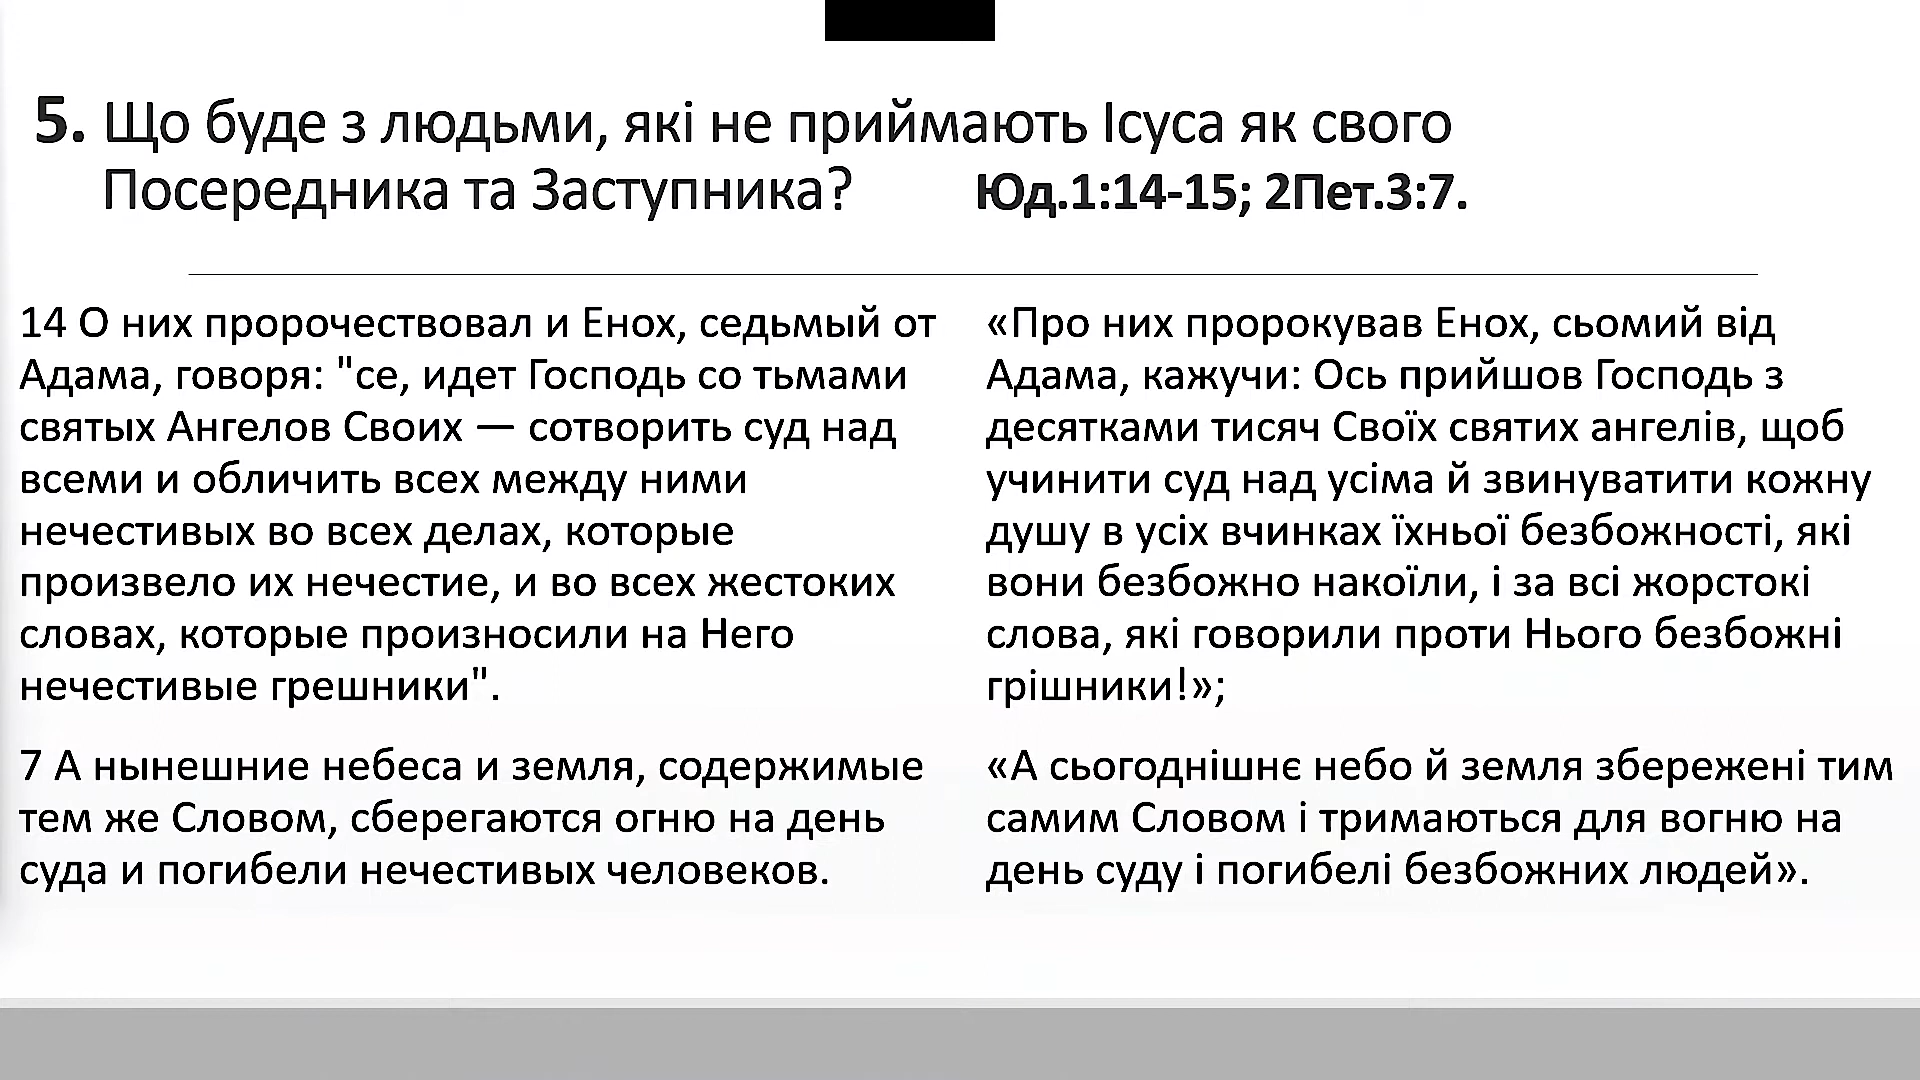 5. Що буде з людьми, які не приймають Ісуса як свого
Посередника та Заступника? Юд.1:14-15; 2Пет.3:7.
14 О них пророчествовал и Енох, седьмый от
Адама, говоря: "се, идет Господь со тьмами
святых Ангелов Своих — сотворить суд над
всеми и обличить всех между ними
нечестивых во всех делах, которые
произвело их нечестие, и во всех жестоких
словах, которые произносили на Него
нечестивые грешники".
7 А нынешние небеса и земля, содержимые
тем же Словом, сберегаются огню на день
суда и погибели нечестивых человеков.
«Про них пророкував Енох, сьомий від
Адама, кажучи: Ось прийшов Господь з
десятками тисяч Своїх святих ангелів, щоб
учинити суд над усіма й звинуватити кожну
душу в усіх вчинках їхньої безбожності, які
вони безбожно накоїли, і за всі жорстокі
слова, які говорили проти Нього безбожні
грішники!»;
«А сьогоднішнє небо й земля збережені тим
самим Словом і тримаються для вогню на
день суду і погибелі безбожних людей».